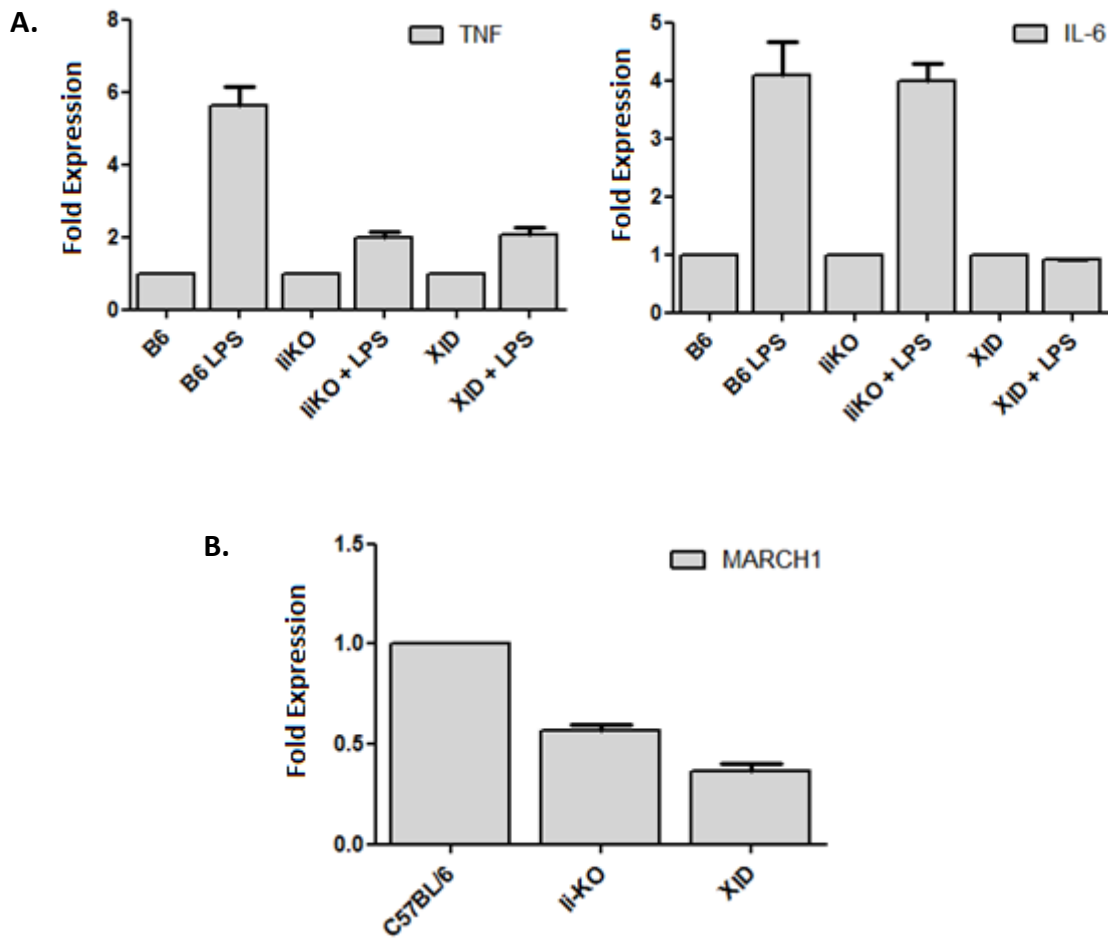 A.
TNF
Fold Expression
8
6
4
2
0
B6
B6 LPS
IiKO
IiKO + LPS
XID
XID + LPS
IL-6
Fold Expression
5
4
3
2
1
0
B6
B6 LPS
IiKO
IiKO + LPS
XID
XID + LPS
B.
MARCH1
Fold Expression
1.5
1.0
0.5
0.0
C57BL/6
Ii-KO
XID